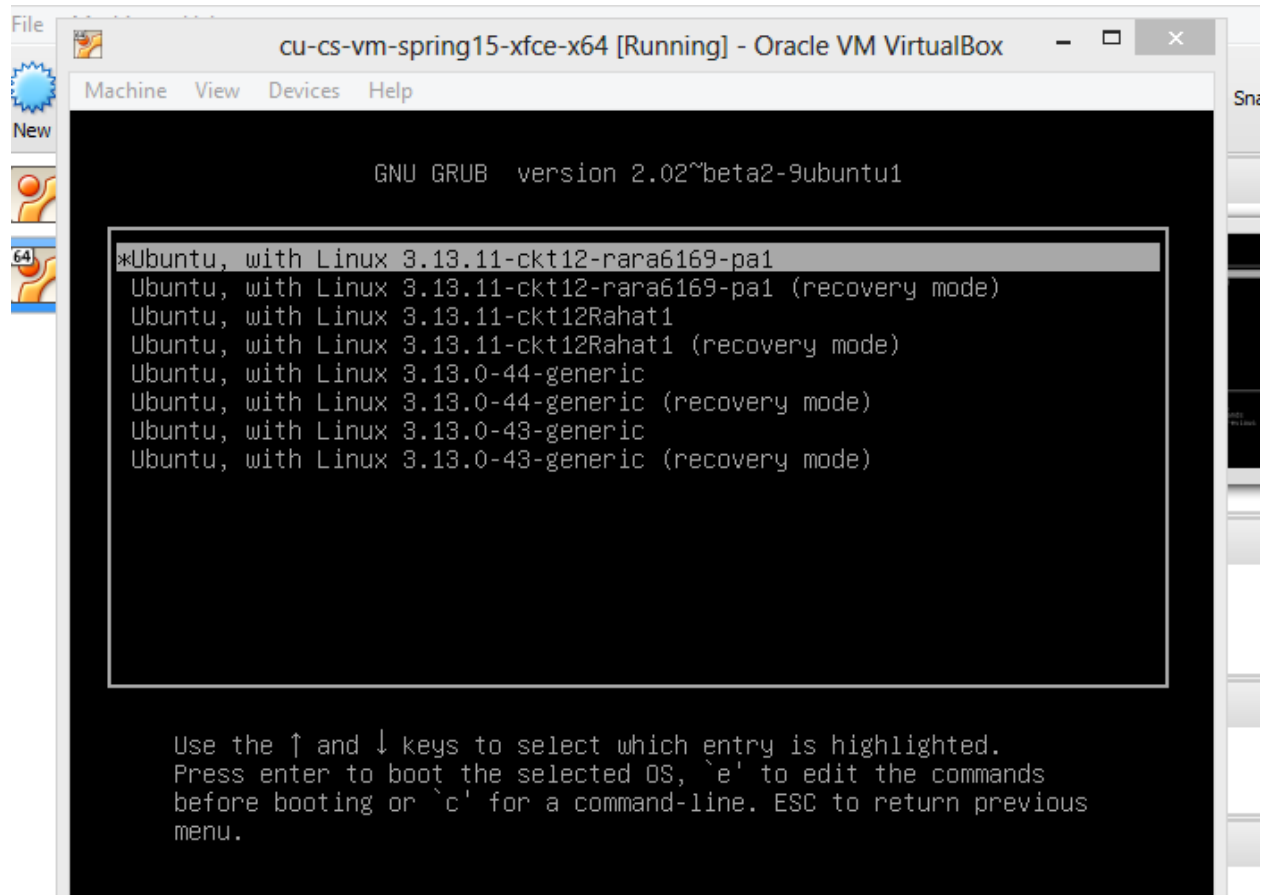 File
cu-cs-vm-spring15-xfce-x64 [Running] - Oracle VM VirtualBox
Machine View Devices Help
New
Sna
GNU GRUB version 2.02~beta2-9ubuntu1
64
*Ubuntu, with Linux 3.13.11-ckt12-rara6169-pa1
Ubuntu, with Linux 3.13.11-ckt12-rara6169-pa1 (recovery mode)
Ubuntu, with Linux 3.13.11-ckt12Rahat1
Ubuntu, with Linux 3.13.11-ckt12Rahat1 (recovery mode)
Ubuntu, with Linux 3.13.0-44-generic
Ubuntu, with Linux 3.13.0-44-generic (recovery mode)
Ubuntu, with Linux 3.13.0-43-generic
Ubuntu, with Linux 3.13.0-43-generic (recovery mode)
Use the ↑ and ↓ keys to select which entry is highlighted.
Press enter to boot the selected OS, `e' to edit the commands
before booting or `c' for a command-line. ESC to return previous
menu.